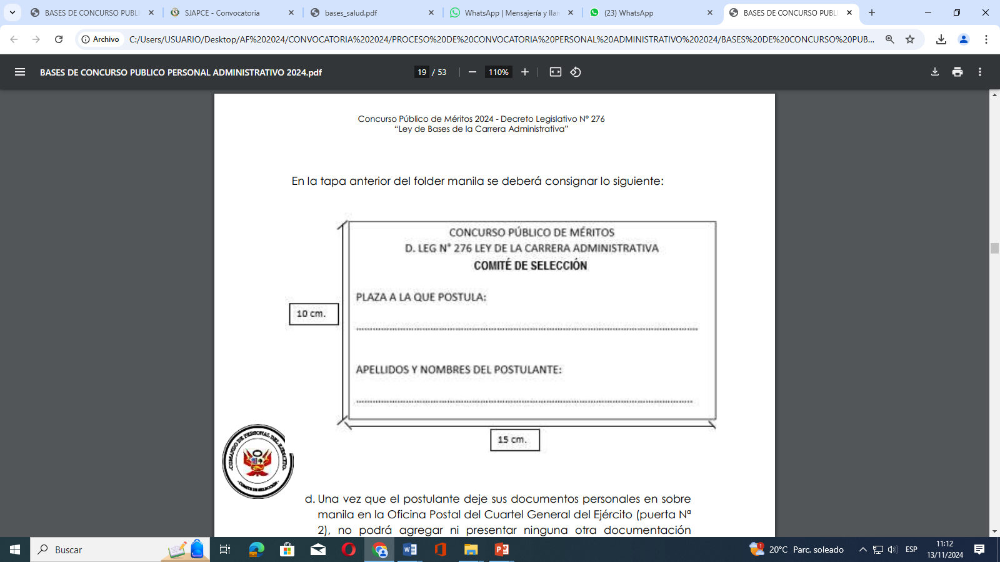 BASES DE CONCURSO PUBLI
SJAPCE - Convocatoria
bases_salud.pdf
WhatsApp | Mensajería y llan
(23) WhatsApp
BASES DE CONCURSO PUBL
Archivo
C:/Users/USUARIO/Desktop/AF%202024/CONVOCATORIA%202024/PROCESO%20DE%20CONVOCATORIA%20PERSONAL%20ADMINISTRATIVO%202024/BASES%20DE%20CONCURSO%20PUB...
BASES DE CONCURSO PUBLICO PERSONAL ADMINISTRATIVO 2024.pdf
19 / 53
110%
Concurso Público de Méritos 2024 - Decreto Legislativo N° 276
“Ley de Bases de la Carrera Administrativa”
En la tapa anterior del folder manila se deberá consignar lo siguiente:
CONCURSO PÚBLICO DE MÉRITOS
D. LEG N° 276 LEY DE LA CARRERA ADMINISTRATIVA
COMITÉ DE SELECCIÓN
PLAZA A LA QUE POSTULA:
10 cm.
APELLIDOS Y NOMBRES DEL POSTULANTE:
15 cm.
COMANDO DE PERSONAL DEL EJÉRCITO
- COMITÉ DE SELECCIÓN -
d. Una vez que el postulante deje sus documentos personales en sobre
manila en la Oficina Postal del Cuartel General del Ejército (puerta Nª
2), no podrá agregar ni presentar ninguna otra documentación
Buscar
1
20°C Parc. soleado
ESP
11:12
13/11/2024